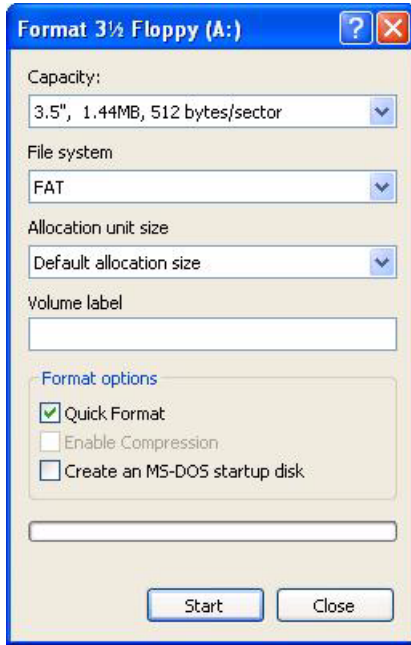 Format 3½ Floppy (A:)
Capacity:
3.5", 1.44MB, 512 bytes/sector
File system
FAT
Allocation unit size
Default allocation size
Volume label
Format options
Quick Format
Enable Compression
Create an MS-DOS startup disk
Start Close